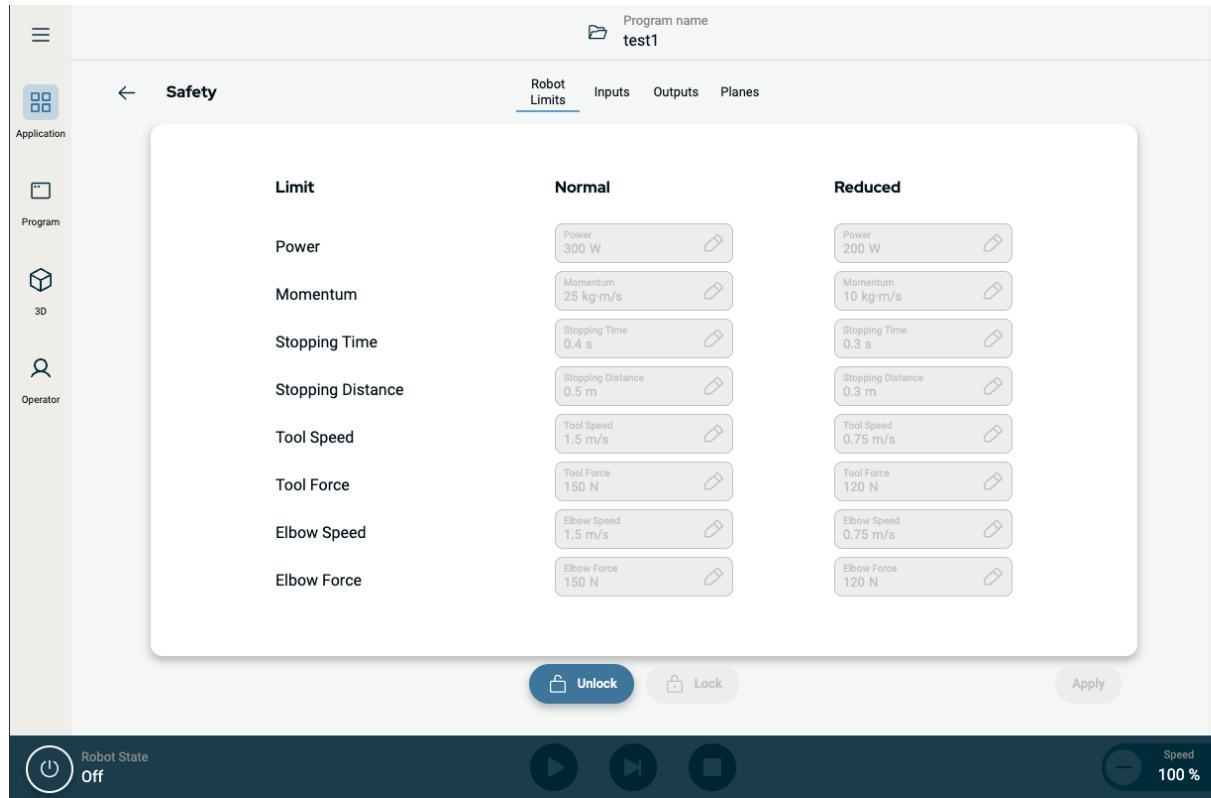 Program name
test1
Safety
Robot
Limits
Inputs
Outputs
Planes
Application
Program
3D
Operator
Limit
Normal
Reduced
Power
Power
300 W
Power
200 W
Momentum
Momentum
25 kg·m/s
Momentum
10 kg·m/s
Stopping Time
Stopping Time
0.4 s
Stopping Time
0.3 s
Stopping Distance
Stopping Distance
0.5 m
Stopping Distance
0.3 m
Tool Speed
Tool Speed
1.5 m/s
Tool Speed
0.75 m/s
Tool Force
Tool Force
150 N
Tool Force
120 N
Elbow Speed
Elbow Speed
1.5 m/s
Elbow Speed
0.75 m/s
Elbow Force
Elbow Force
150 N
Elbow Force
120 N
Unlock
Lock
Apply
Robot State
Off
Speed
100 %